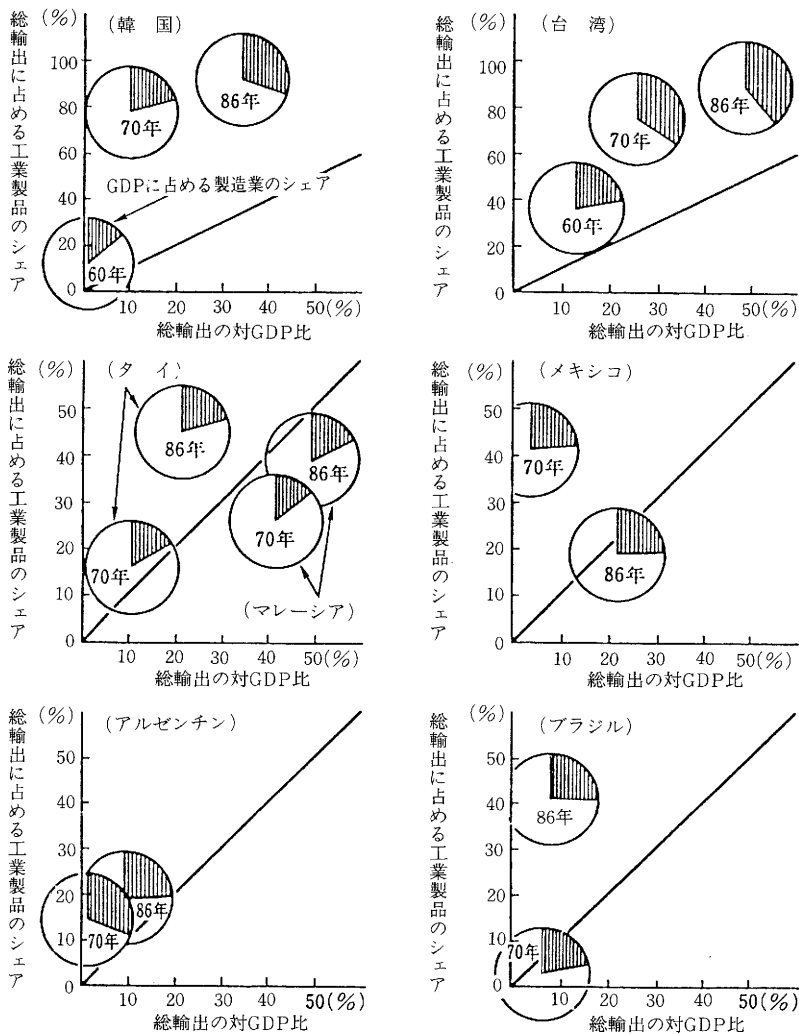 (韓 国)
総輸出に占める工業製品のシェア
(%)
100
80
60
40
20
0
86年
70年
GDPに占める製造業のシェア
60年
10 20 30 40 50(%)
総輸出の対GDP比
(台 湾)
総輸出に占める工業製品のシェア
(%)
100
80
60
40
20
0
86年
70年
60年
10 20 30 40 50(%)
総輸出の対GDP比
(タ イ)
総輸出に占める工業製品のシェア
(%)
50
40
30
20
10
0
86年
86年
70年
70年
(マレーシア)
10 20 30 40 50(%)
総輸出の対GDP比
(メキシコ)
総輸出に占める工業製品のシェア
(%)
50
40
30
20
10
0
70年
86年
10 20 30 40 50(%)
総輸出の対GDP比
(アルゼンチン)
総輸出に占める工業製品のシェア
(%)
50
40
30
20
10
0
86年
70年
10 20 30 40 50(%)
総輸出の対GDP比
(ブラジル)
総輸出に占める工業製品のシェア
(%)
50
40
30
20
10
0
86年
70年
10 20 30 40 50(%)
総輸出の対GDP比